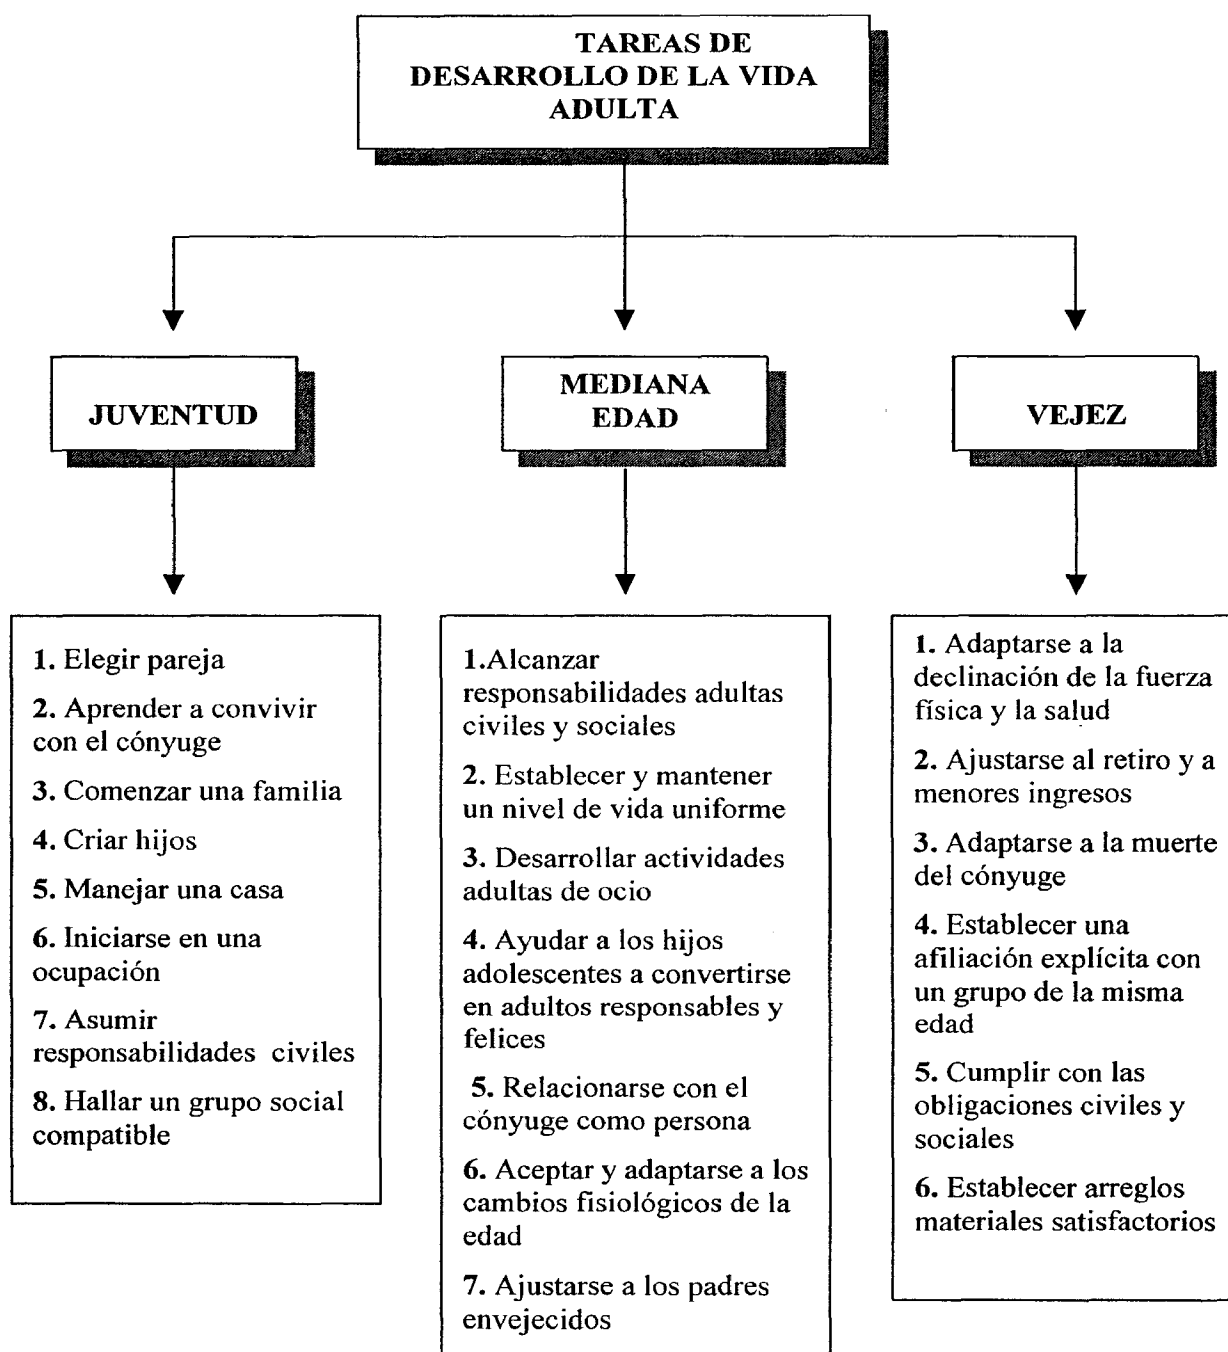 TAREAS DE
DESARROLLO DE LA VIDA
ADULTA
JUVENTUD
MEDIANA
EDAD
VEJEZ
1. Elegir pareja
2. Aprender a convivir
con el cónyuge
3. Comenzar una familia
4. Criar hijos
5. Manejar una casa
6. Iniciarse en una
ocupación
7. Asumir
responsabilidades civiles
8. Hallar un grupo social
compatible
1.Alcanzar
responsabilidades adultas
civiles y sociales
2. Establecer y mantener
un nivel de vida uniforme
3. Desarrollar actividades
adultas de ocio
4. Ayudar a los hijos
adolescentes a convertirse
en adultos responsables y
felices
5. Relacionarse con el
cónyuge como persona
6. Aceptar y adaptarse a los
cambios fisiológicos de la
edad
7. Ajustarse a los padres
envejecidos
1. Adaptarse a la
declinación de la fuerza
física y la salud
2. Ajustarse al retiro y a
menores ingresos
3. Adaptarse a la muerte
del cónyuge
4. Establecer una
afiliación explícita con
un grupo de la misma
edad
5. Cumplir con las
obligaciones civiles y
sociales
6. Establecer arreglos
materiales satisfactorios